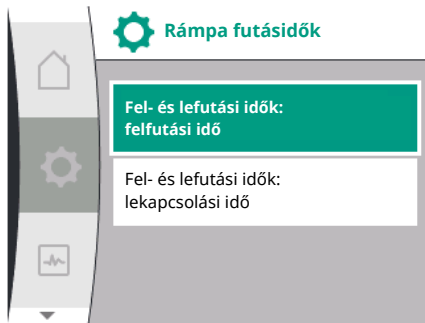 Rámpa futásidők
Fel- és lefutási idők:
felfutási idő
Fel- és lefutási idők:
lekapcsolási idő